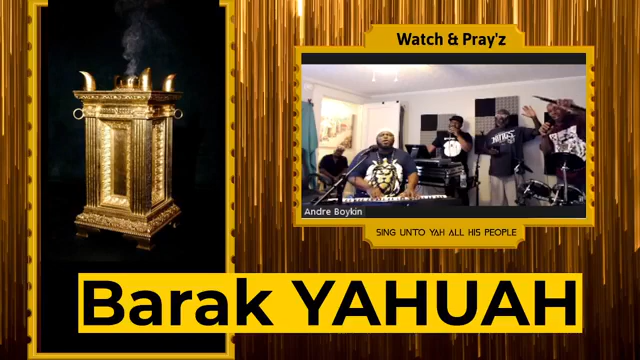 Watch & Pray'z
Andre Boykin
SING UNTO YAH ALL HIS PEOPLE
Barak YAHUAH